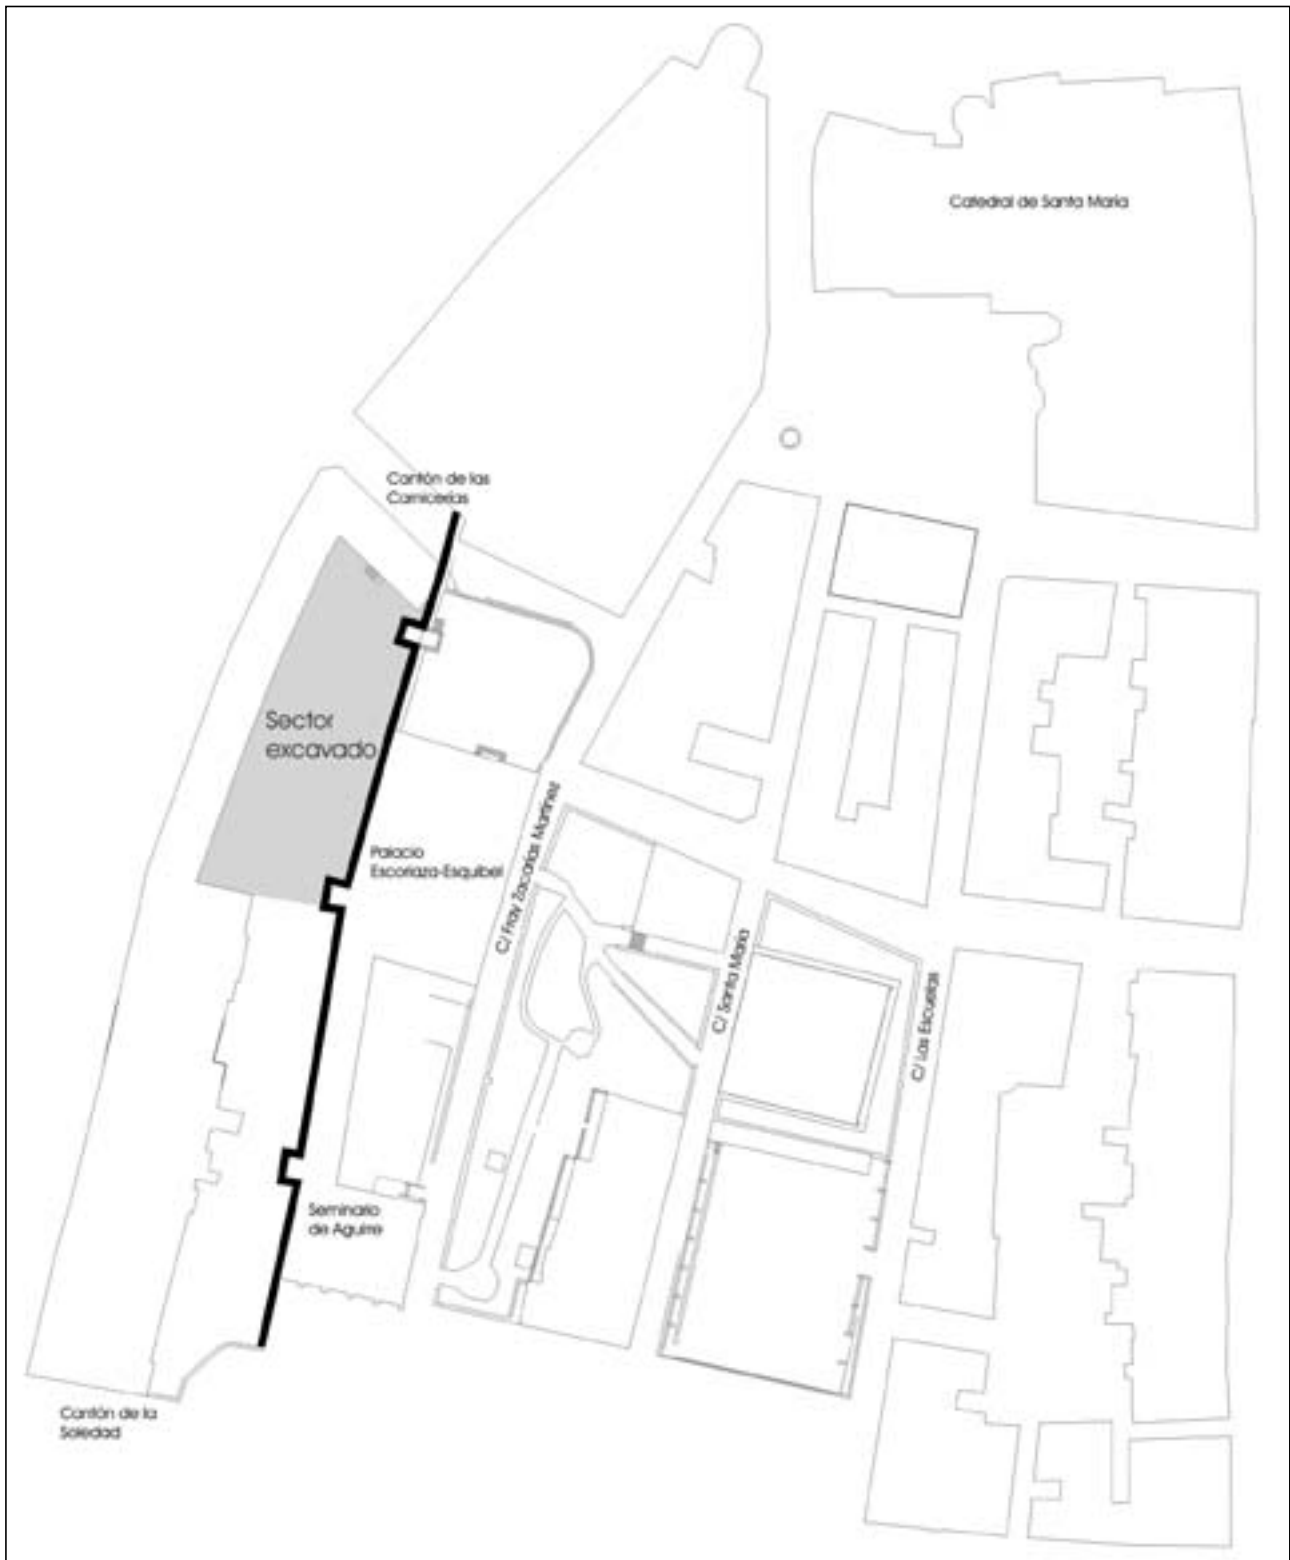 Catedral de Santa María
Cantón de las
Carnicerías
Sector
excavado
Palacio
Escoriaza-Esquibel
C/ Fray Zacarías Martínez
C/ Santa María
C/ Las Escuelas
Seminario
de Aguirre
Cantón de la
Soledad